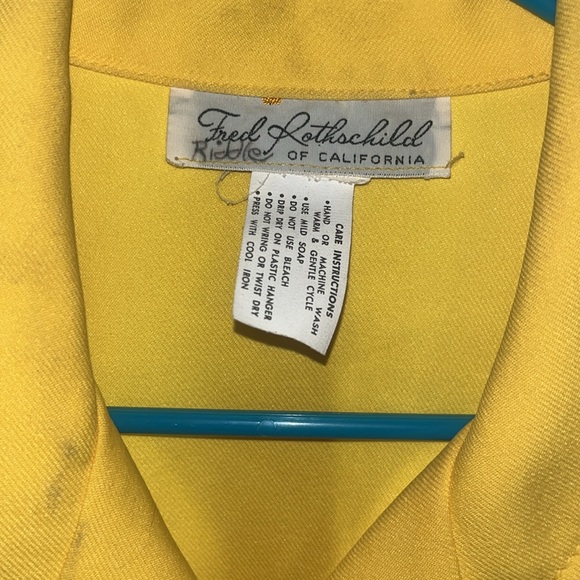 Fred Rothschild
Riddle
OF CALIFORNIA
CARE INSTRUCTIONS
•HAND OR MACHINE WASH
WARM & GENTLE CYCLE
•USE MILD SOAP
•DO NOT USE BLEACH
•DRIP DRY ON PLASTIC HANGER
•DO NOT WRING OR TWIST DRY
•PRESS WITH COOL IRON